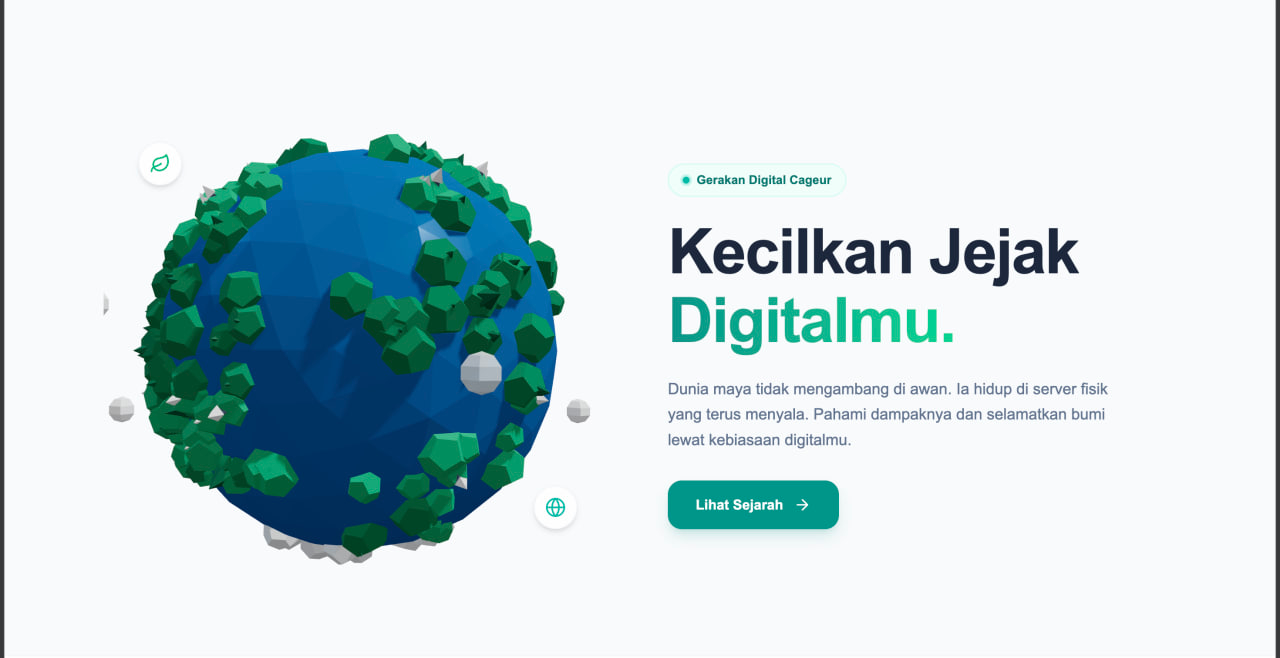 Gerakan Digital Cageur
Kecilkan Jejak
Digitalmu.
Dunia maya tidak mengambang di awan. Ia hidup di server fisik
yang terus menyala. Pahami dampaknya dan selamatkan bumi
lewat kebiasaan digitalmu.
Lihat Sejarah